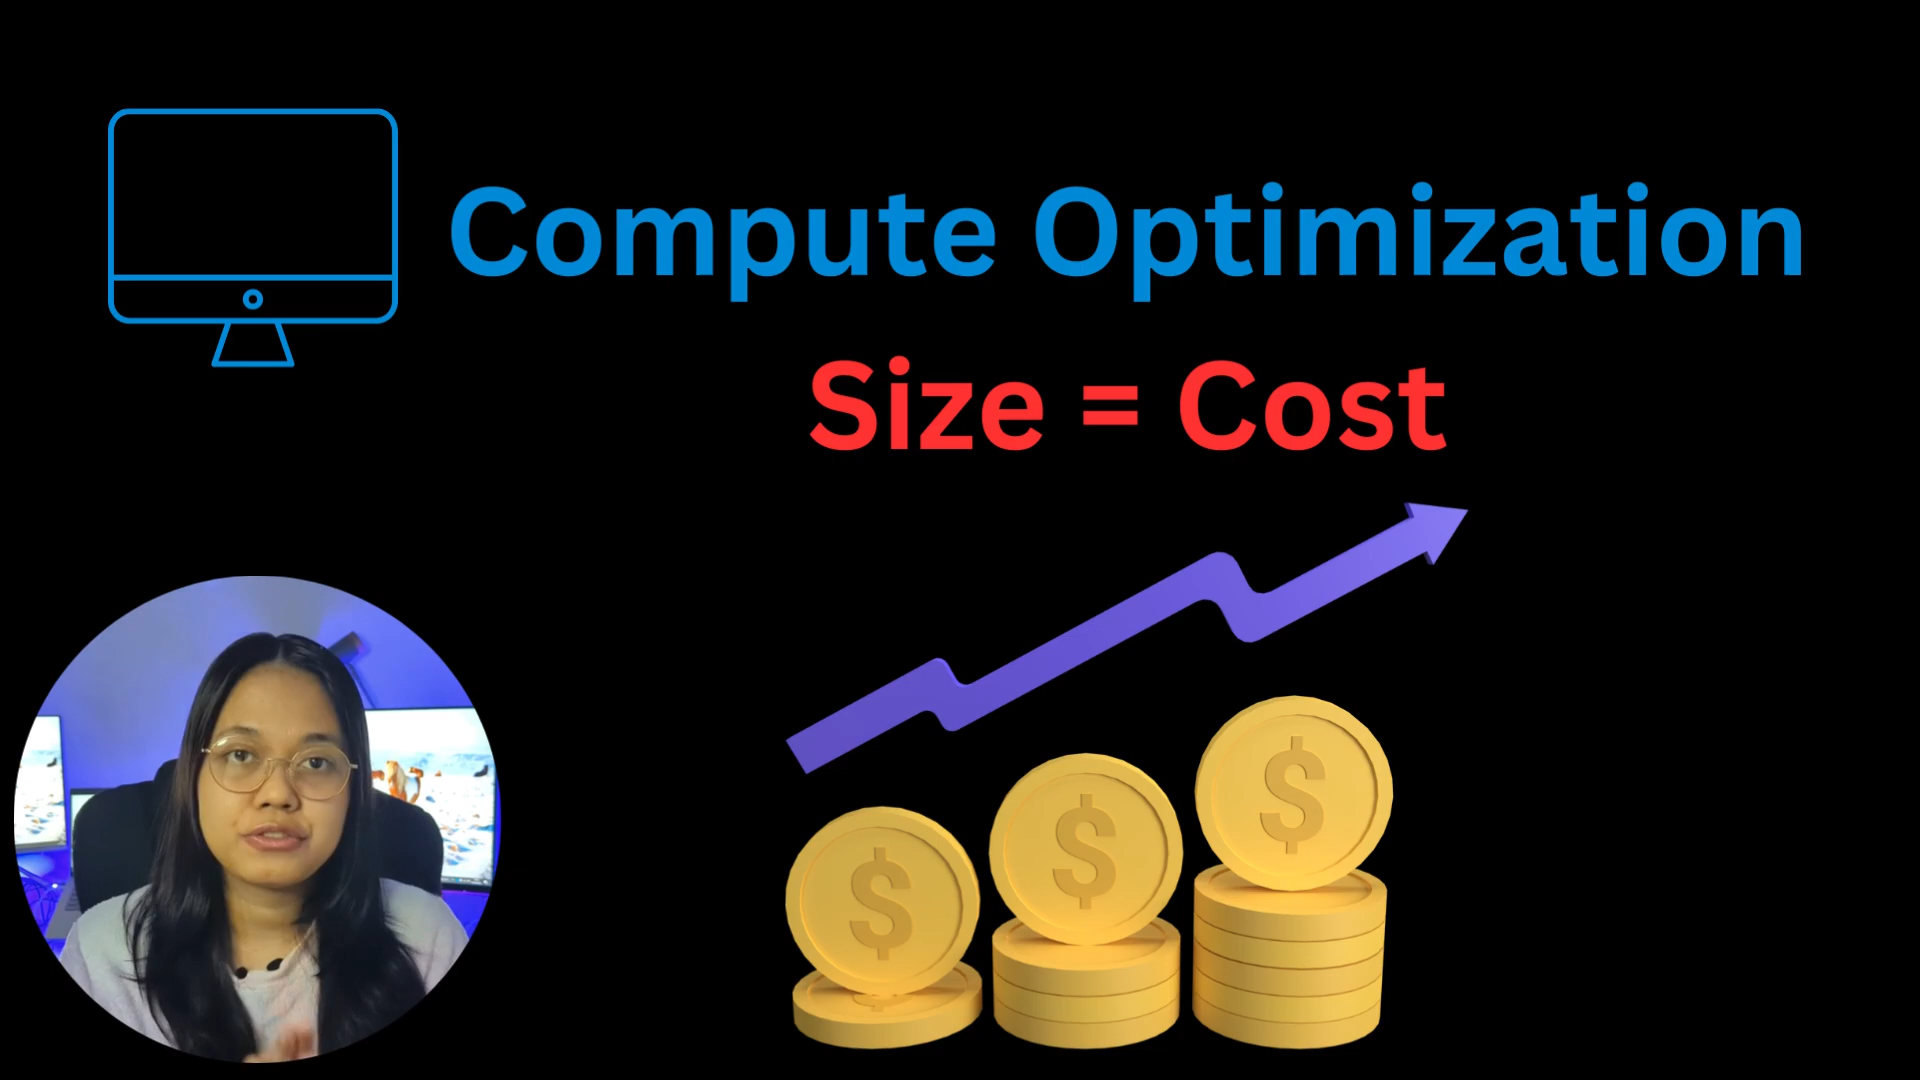 Compute Optimization
Size = Cost
$
$
$